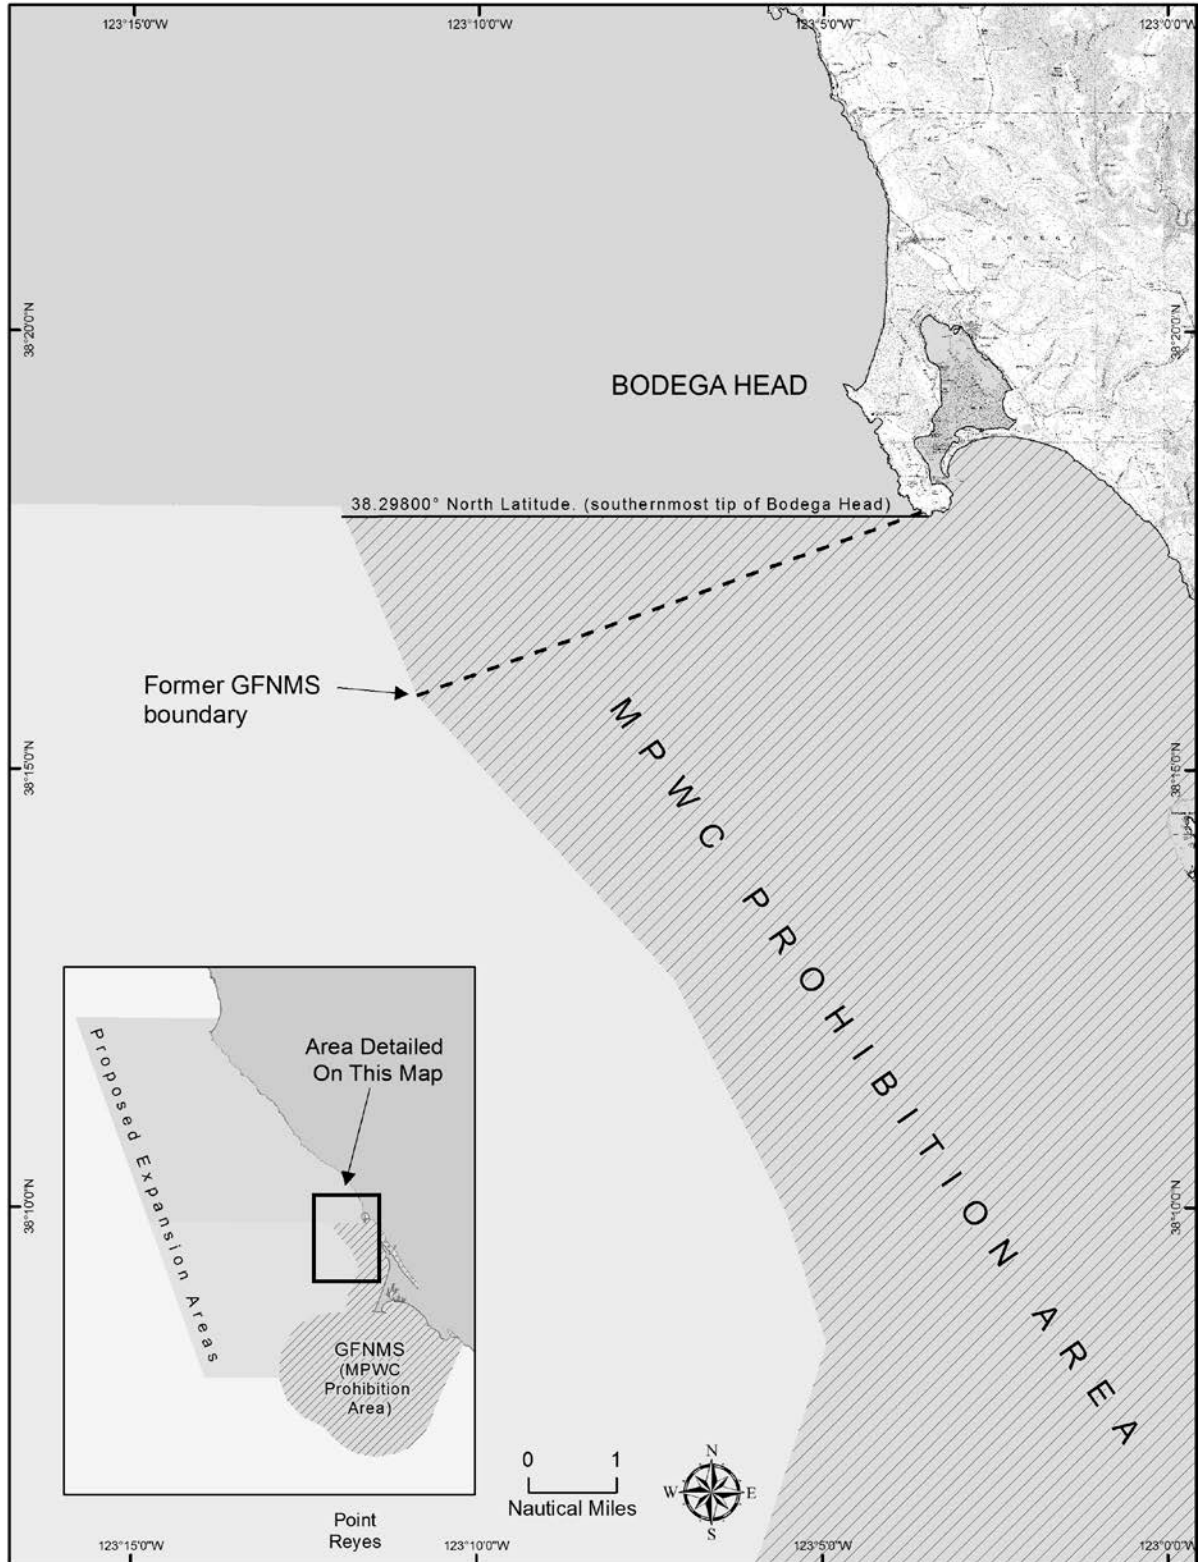 123°15'0"W
123°10'0"W
123°5'0"W
123°0'0"W
38°20'0"N
38°20'0"N
BODEGA HEAD
38.29800° North Latitude. (southernmost tip of Bodega Head)
Former GFNMS
boundary
38°15'0"N
38°15'0"N
MPWC PROHIBITION AREA
Area Detailed
On This Map
Proposed Expansion Areas
38°10'0"N
38°10'0"N
GFNMS
(MPWC
Prohibition
Area)
0 1
Nautical Miles
N
W E
S
Point
Reyes
123°15'0"W
123°10'0"W
123°5'0"W
123°0'0"W